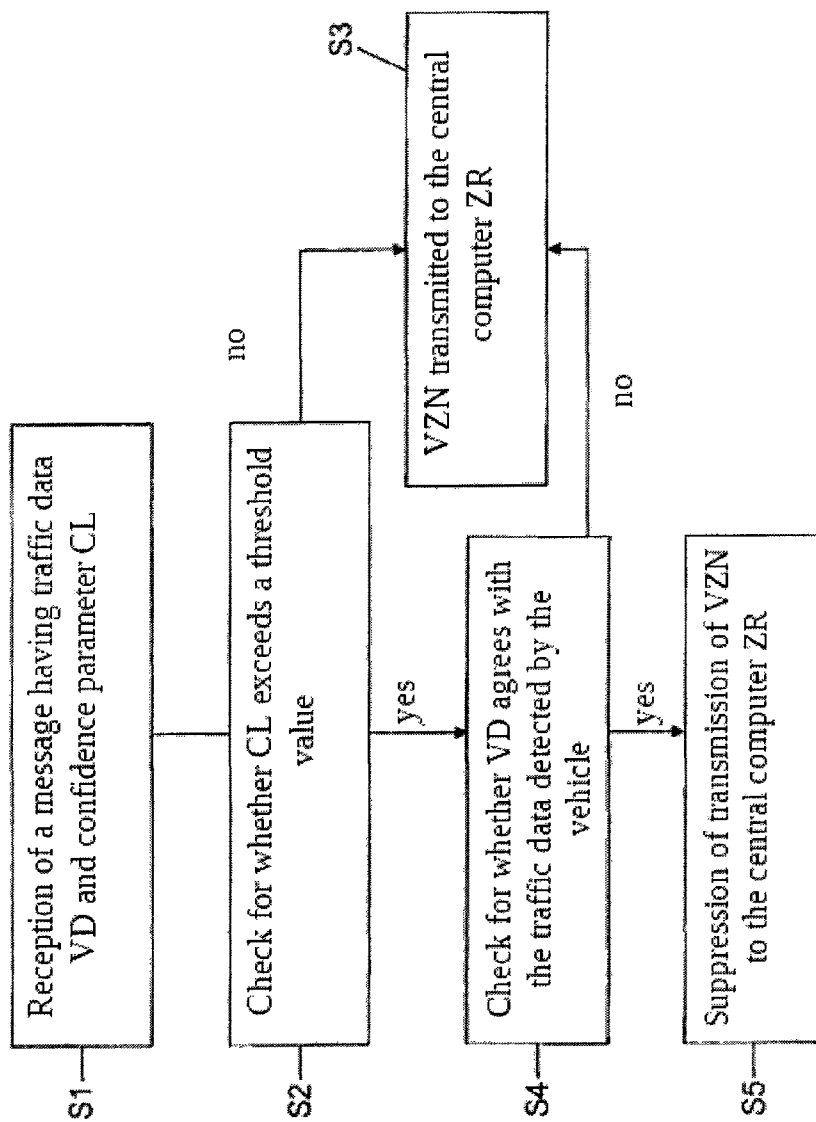 S1
Reception of a message having traffic data
VD and confidence parameter CL
S2
Check for whether CL exceeds a threshold
value
no
yes
S3
VZN transmitted to the central
computer ZR
S4
Check for whether VD agrees with
the traffic data detected by the
vehicle
no
yes
S5
Suppression of transmission of VZN
to the central computer ZR